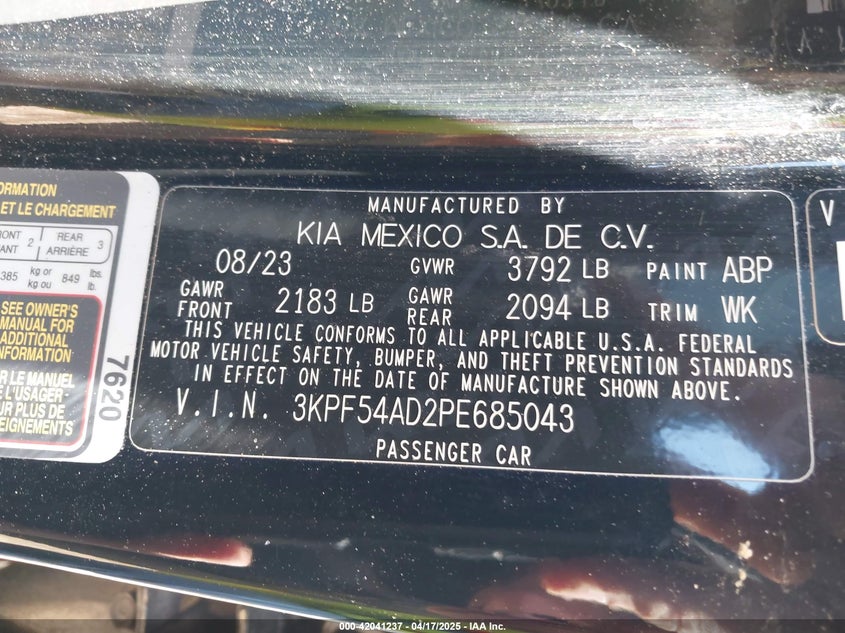 ORMATION
ET LE CHARGEMENT
RONT 2 REAR 3
ANT ARRIÈRE
385 kg or 849 lbs.
kg ou lb.
SEE OWNER'S
MANUAL FOR
ADDITIONAL
INFORMATION
R LE MANUEL
E L'USAGER
UR PLUS DE
EIGNEMENTS
7620
MANUFACTURED BY
KIA MEXICO S.A. DE C.V.
08/23 GVWR 3792 LB PAINT ABP
GAWR FRONT 2183 LB GAWR REAR 2094 LB TRIM WK
THIS VEHICLE CONFORMS TO ALL APPLICABLE U.S.A. FEDERAL
MOTOR VEHICLE SAFETY, BUMPER, AND THEFT PREVENTION STANDARDS
IN EFFECT ON THE DATE OF MANUFACTURE SHOWN ABOVE.
V.I.N. 3KPF54AD2PE685043
PASSENGER CAR
V
000-42041237 - 04/17/2025 - IAA Inc.